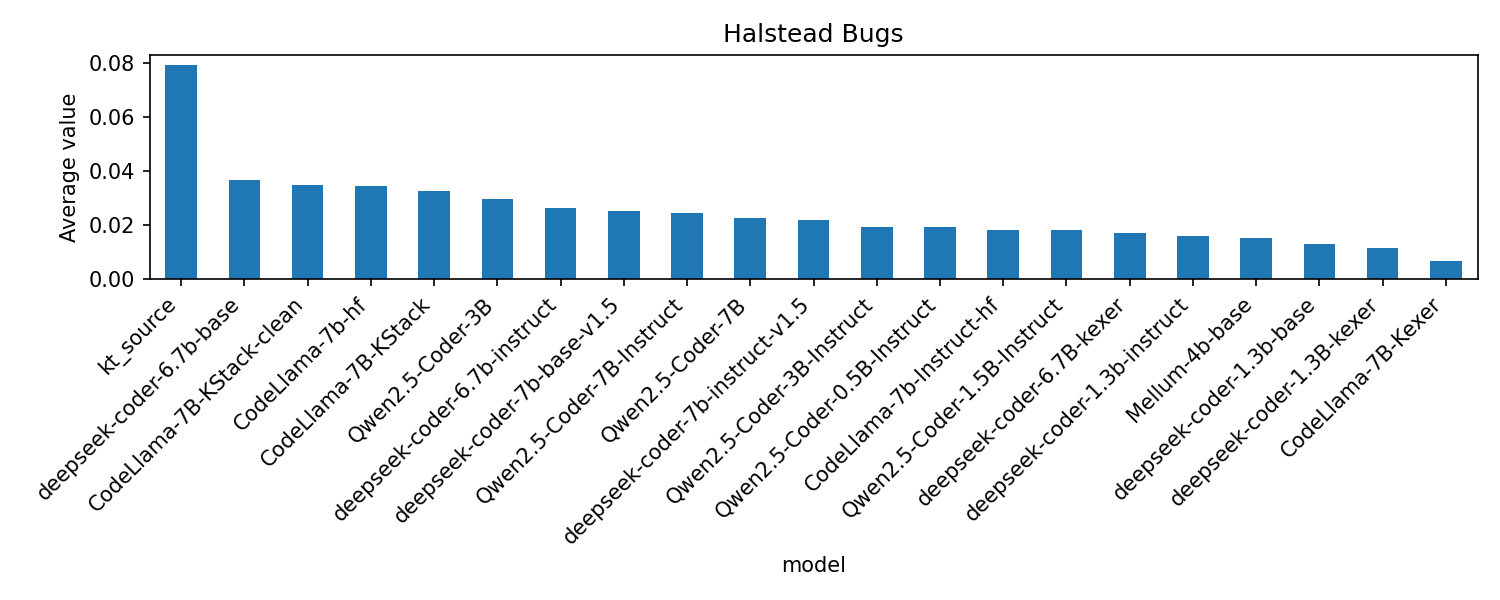 Halstead Bugs
Average value
0.08
0.06
0.04
0.02
0.00
kt_source
deepseek-coder-6.7b-base
CodeLlama-7B-KStack-clean
CodeLlama-7b-hf
CodeLlama-7B-KStack
Qwen2.5-Coder-3B
deepseek-coder-6.7b-instruct
deepseek-coder-7b-base-v1.5
Qwen2.5-Coder-7B-Instruct
Qwen2.5-Coder-7B
deepseek-coder-7b-instruct-v1.5
Qwen2.5-Coder-3B-Instruct
Qwen2.5-Coder-0.5B-Instruct
CodeLlama-7b-Instruct-hf
Qwen2.5-Coder-1.5B-Instruct
deepseek-coder-6.7B-kexer
deepseek-coder-1.3b-instruct
Mellum-4b-base
deepseek-coder-1.3b-base
deepseek-coder-1.3B-kexer
CodeLlama-7B-Kexer
model